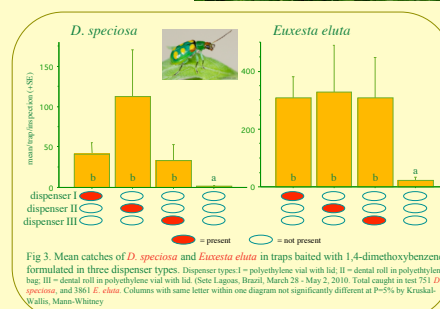 D. speciosa
Euxesta eluta
mean/trap/inspection (+SE)
150
100
50
0
b
b
b
a
400
200
0
b
b
b
a
dispenser I
dispenser II
dispenser III
= present
= not present
Fig 3. Mean catches of D. speciosa and Euxesta eluta in traps baited with 1,4-dimethoxybenzene
formulated in three dispenser types. Dispenser types:I = polyethylene vial with lid; II = dental roll in polyethylene
bag; III = dental roll in polyethylene vial with lid. (Sete Lagoas, Brazil, March 28 - May 2, 2010. Total caught in test 751 D.
speciosa, and 3861 E. eluta. Columns with same letter within one diagram not significantly different at P=5% by Kruskal-
Wallis, Mann-Whitney